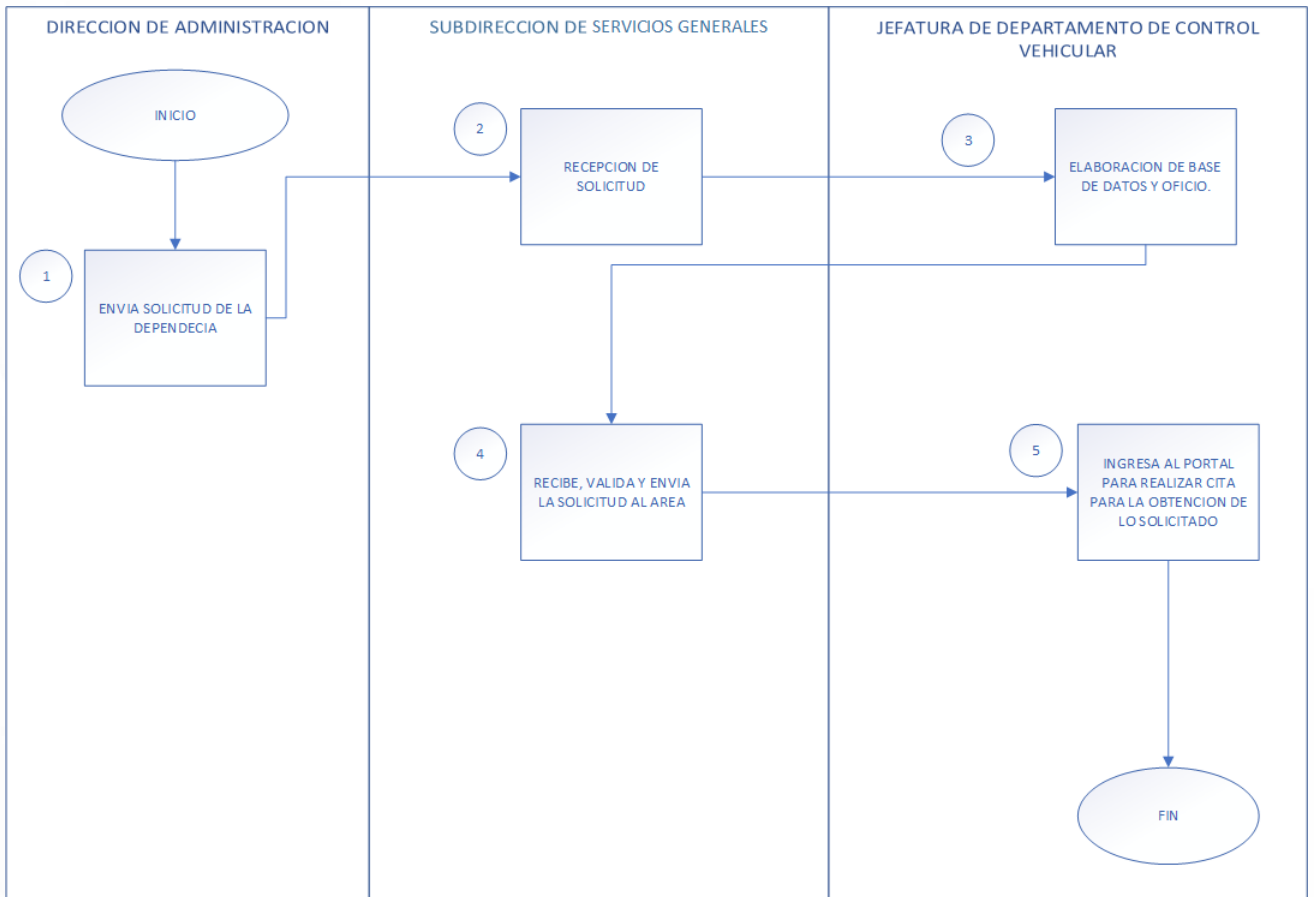 DIRECCION DE ADMINISTRACION
SUBDIRECCION DE SERVICIOS GENERALES
JEFATURA DE DEPARTAMENTO DE CONTROL
VEHICULAR
INICIO
1
ENVIA SOLICITUD DE LA
DEPENDECIA
2
RECEPCION DE
SOLICITUD
3
ELABORACION DE BASE
DE DATOS Y OFICIO.
4
RECIBE, VALIDA Y ENVIA
LA SOLICITUD AL AREA
5
INGRESA AL PORTAL
PARA REALIZAR CITA
PARA LA OBTENCION DE
LO SOLICITADO
FIN